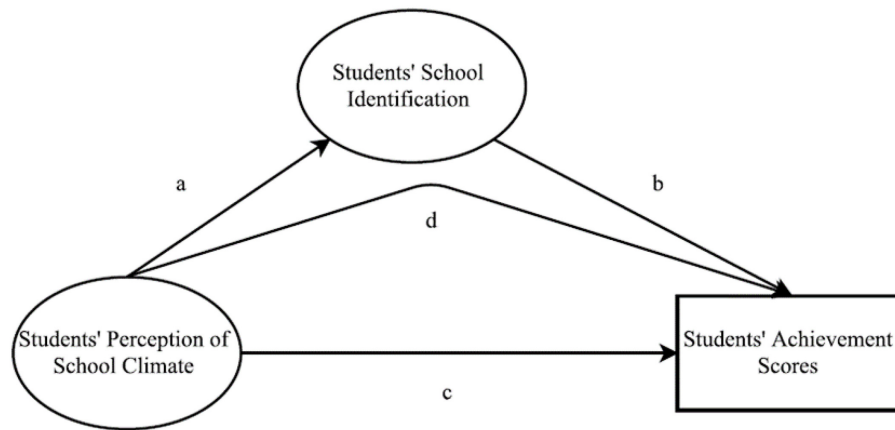 Students' School
Identification
a
b
d
Students' Perception of
School Climate
Students' Achievement
Scores
c